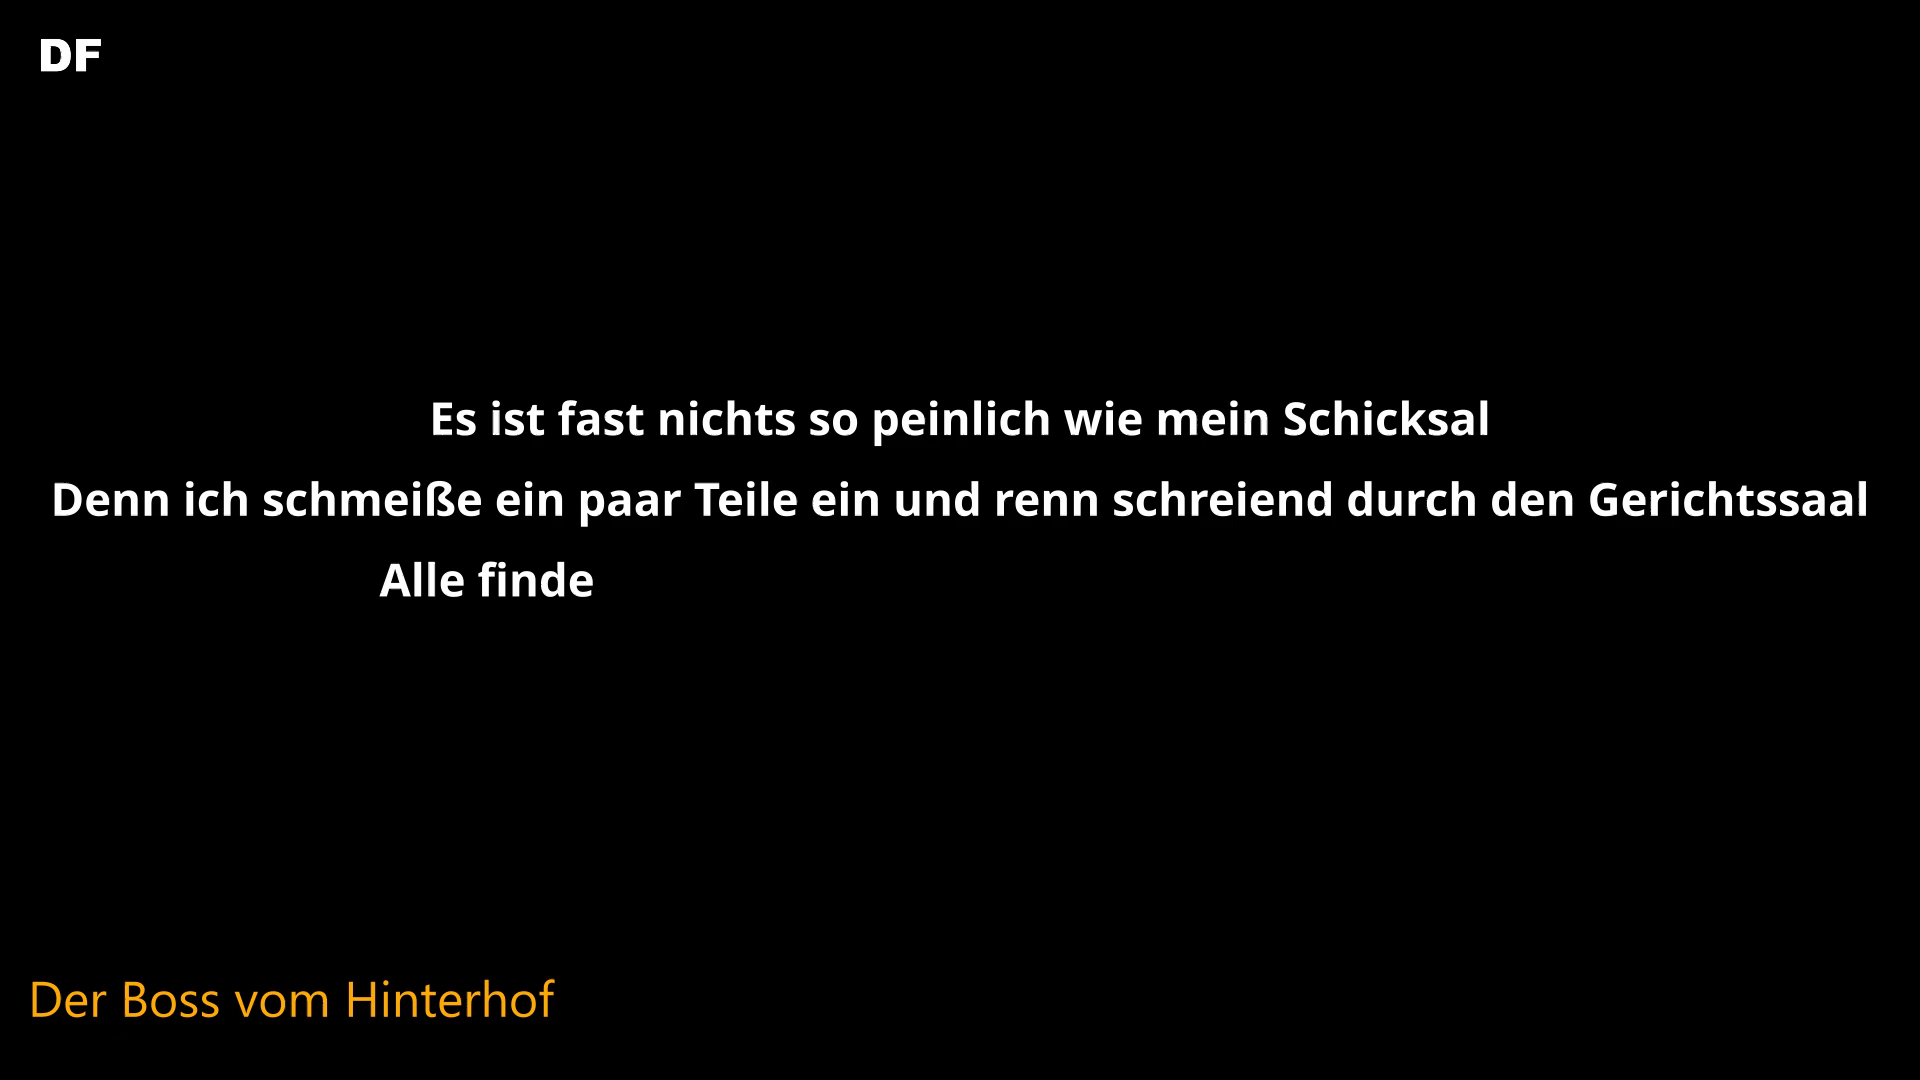 DF
Es ist fast nichts so peinlich wie mein Schicksal
Denn ich schmeiße ein paar Teile ein und renn schreiend durch den Gerichtssaal
Alle finde
Der Boss vom Hinterhof